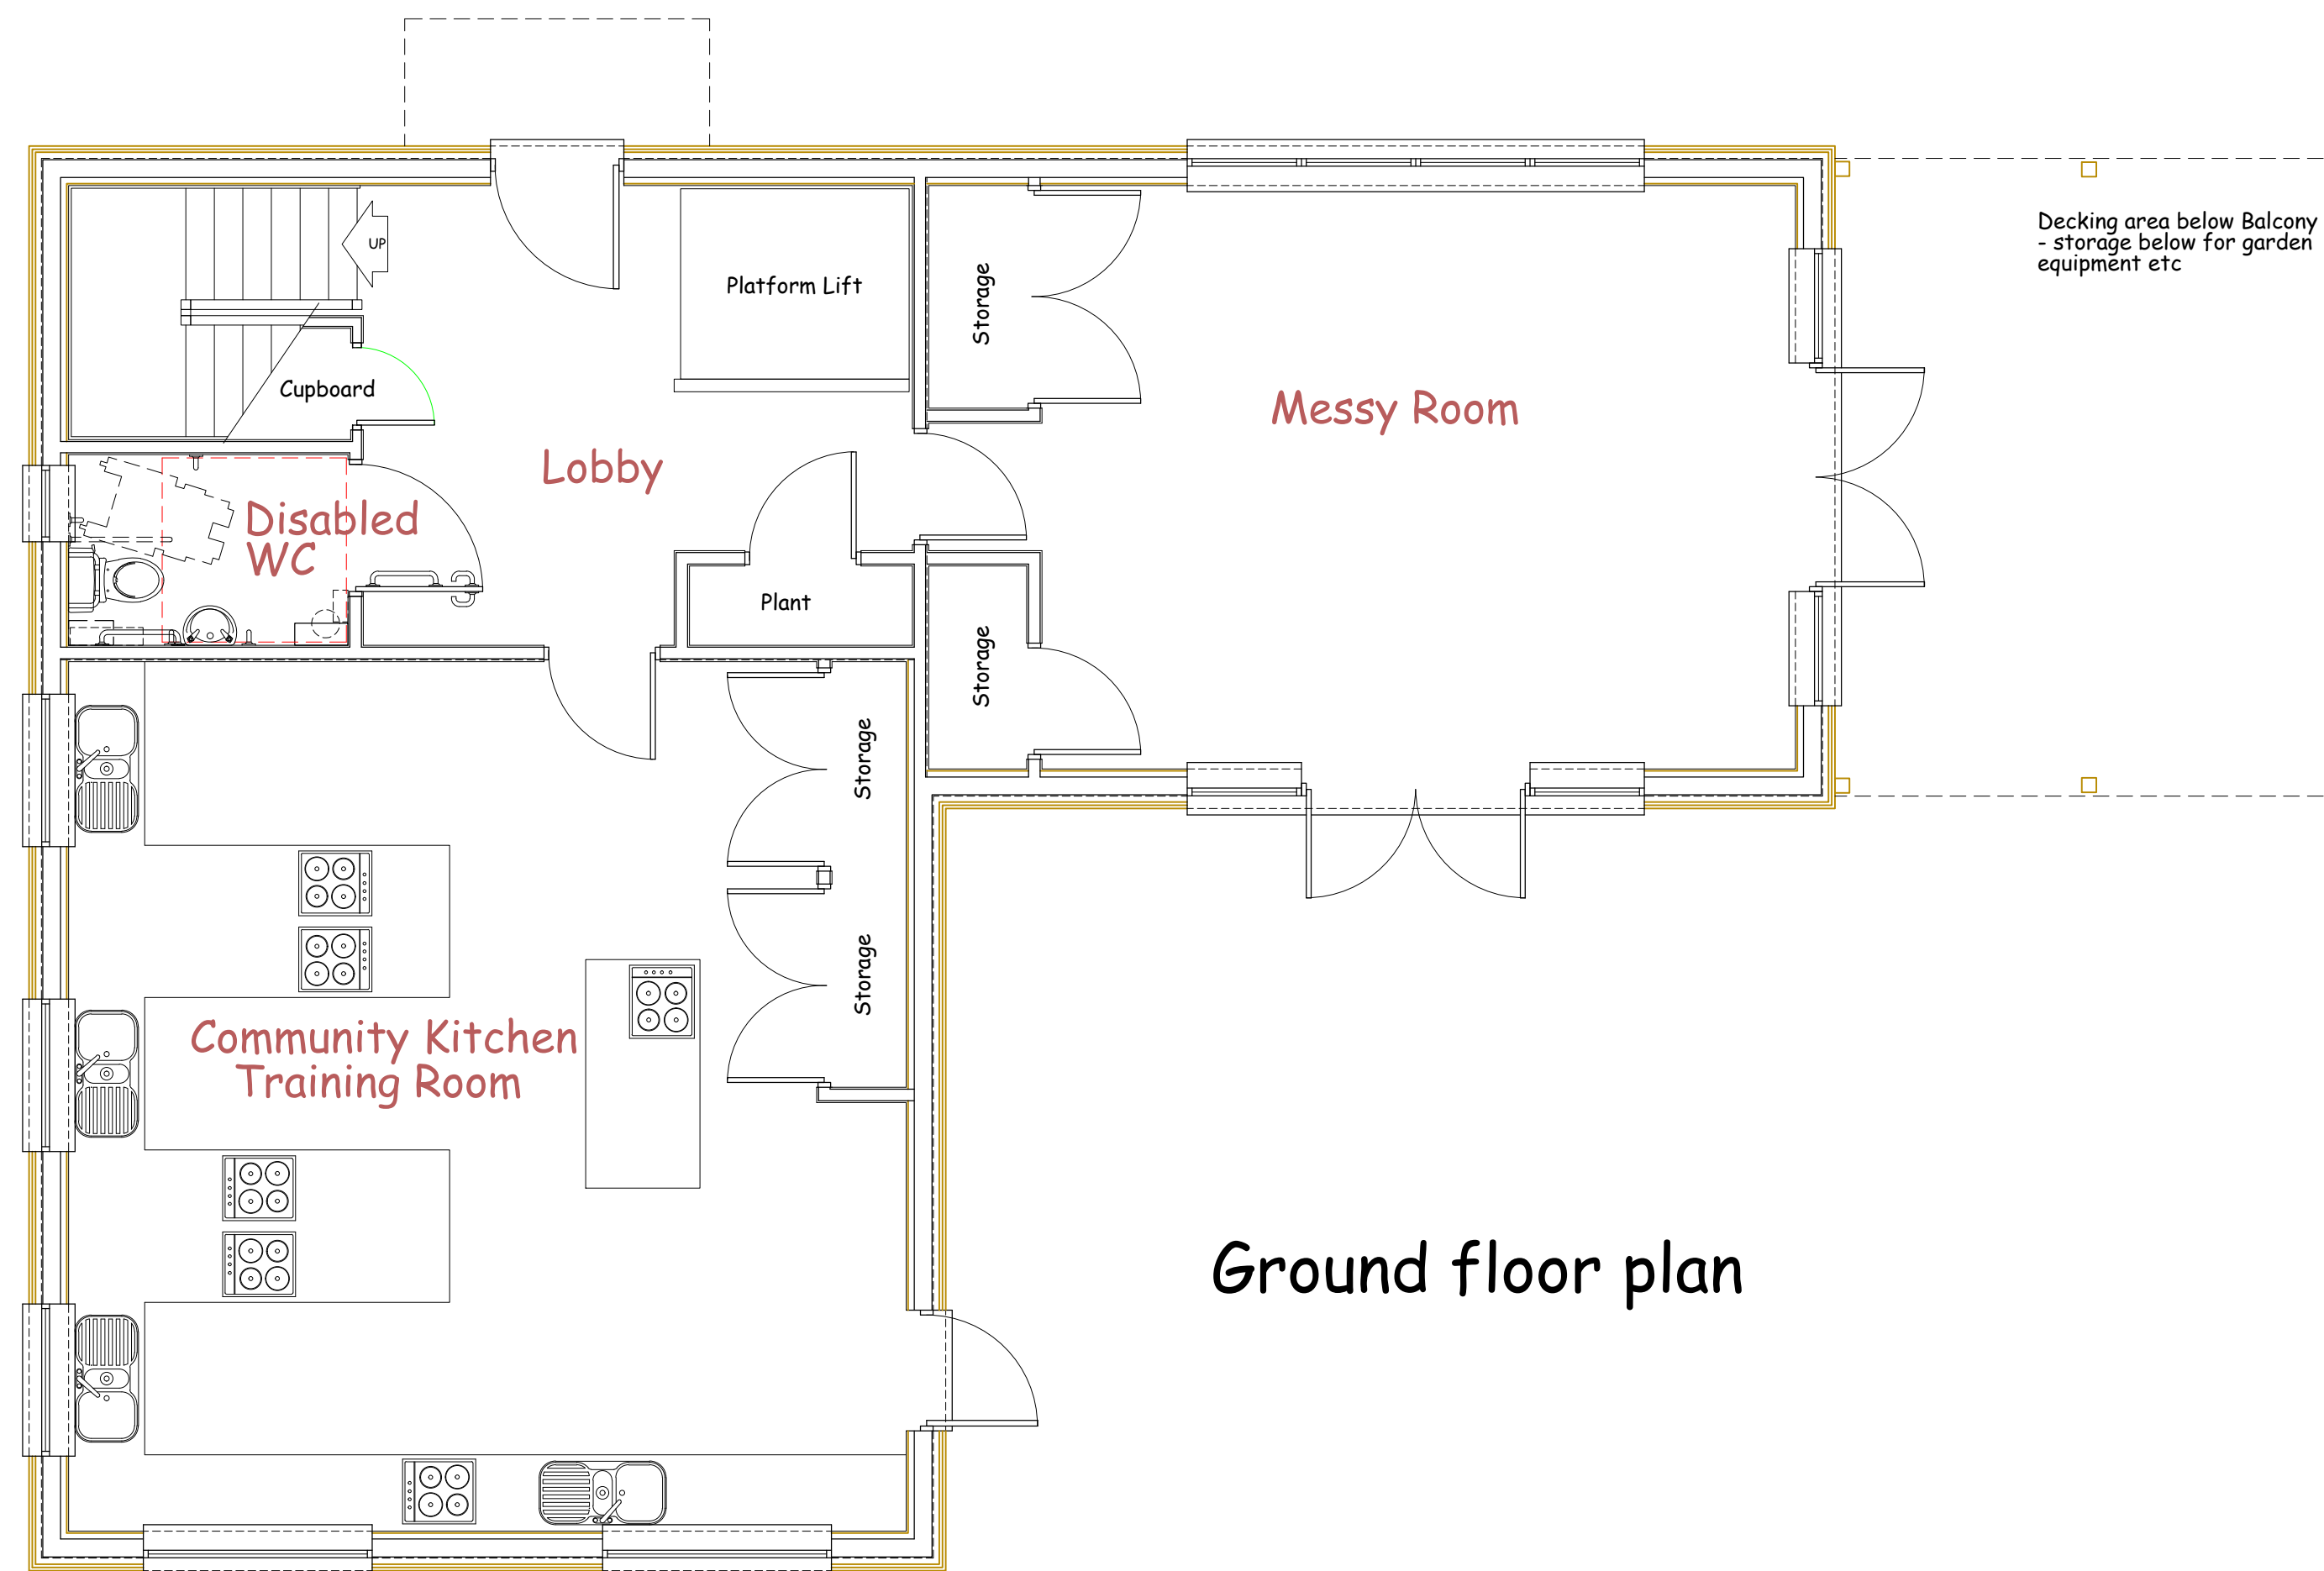 Decking area below Balcony
- storage below for garden
equipment etc
UP
Platform Lift
Storage
Cupboard
Messy Room
Lobby
Disabled
WC
Plant
Storage
Storage
Storage
Community Kitchen
Training Room
Ground floor plan